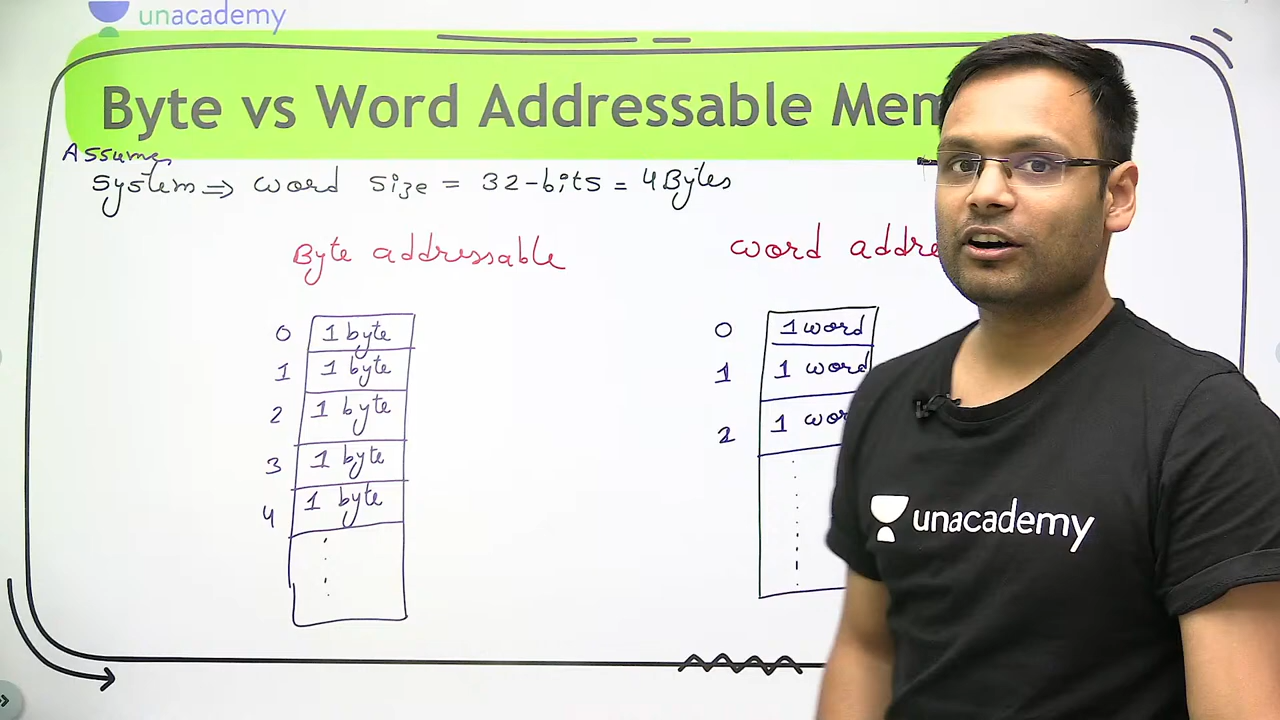 unacademy
Byte vs Word Addressable Mem
Assume,
System ⇒ word size = 32-bits = 4Bytes
Byte addressable
word addre
0 1 byte
1 1 byte
2 1 byte
3 1 byte
4 1 byte
0 1 word
1 1 word
2 1 wor
unacademy